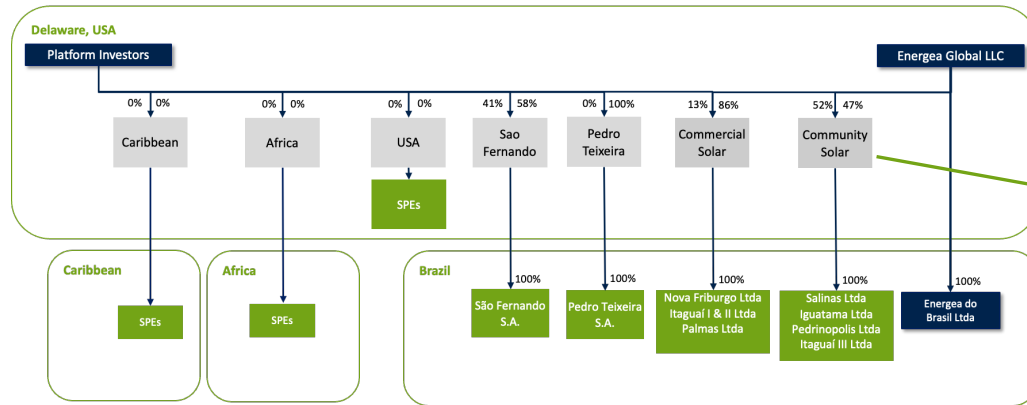 Delaware, USA
Platform Investors
Energea Global LLC
0% 0%
0% 0%
0% 0%
41% 58%
0% 100%
13% 86%
52% 47%
Caribbean
Africa
USA
Sao
Fernando
Pedro
Teixeira
Commercial
Solar
Community
Solar
SPEs
Caribbean
Africa
Brazil
100%
100%
100%
100%
100%
SPEs
SPEs
São Fernando
S.A.
Pedro Teixeira
S.A.
Nova Friburgo Ltda
Itaguaí I & II Ltda
Palmas Ltda
Salinas Ltda
Iguatama Ltda
Pedrinopolis Ltda
Itaguaí III Ltda
Energea do
Brasil Ltda